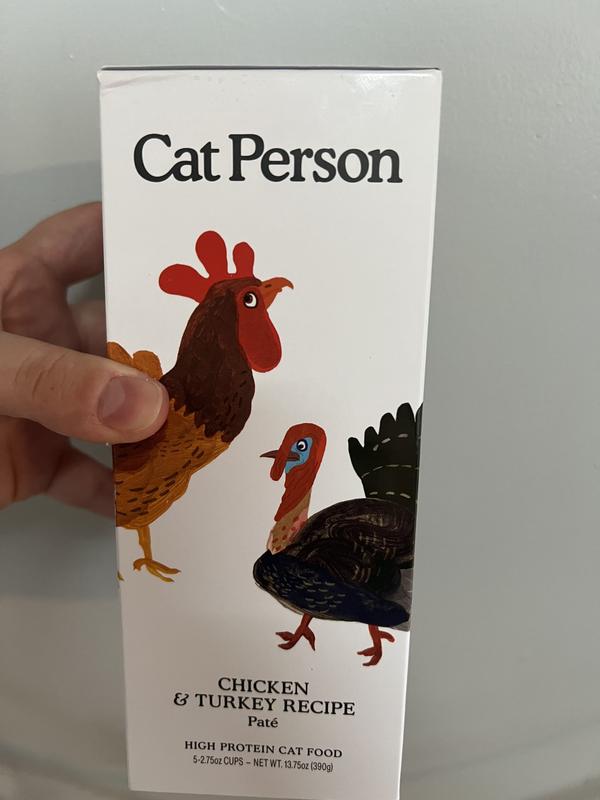 Cat Person
CHICKEN
& TURKEY RECIPE
Paté
HIGH PROTEIN CAT FOOD
5-2.75oz CUPS – NET WT. 13.75oz (390g)